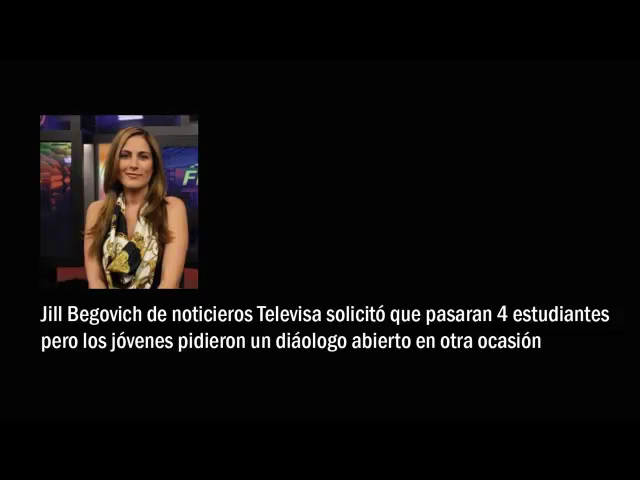 Jill Begovich de noticieros Televisa solicitó que pasaran 4 estudiantes
pero los jóvenes pidieron un diáologo abierto en otra ocasión